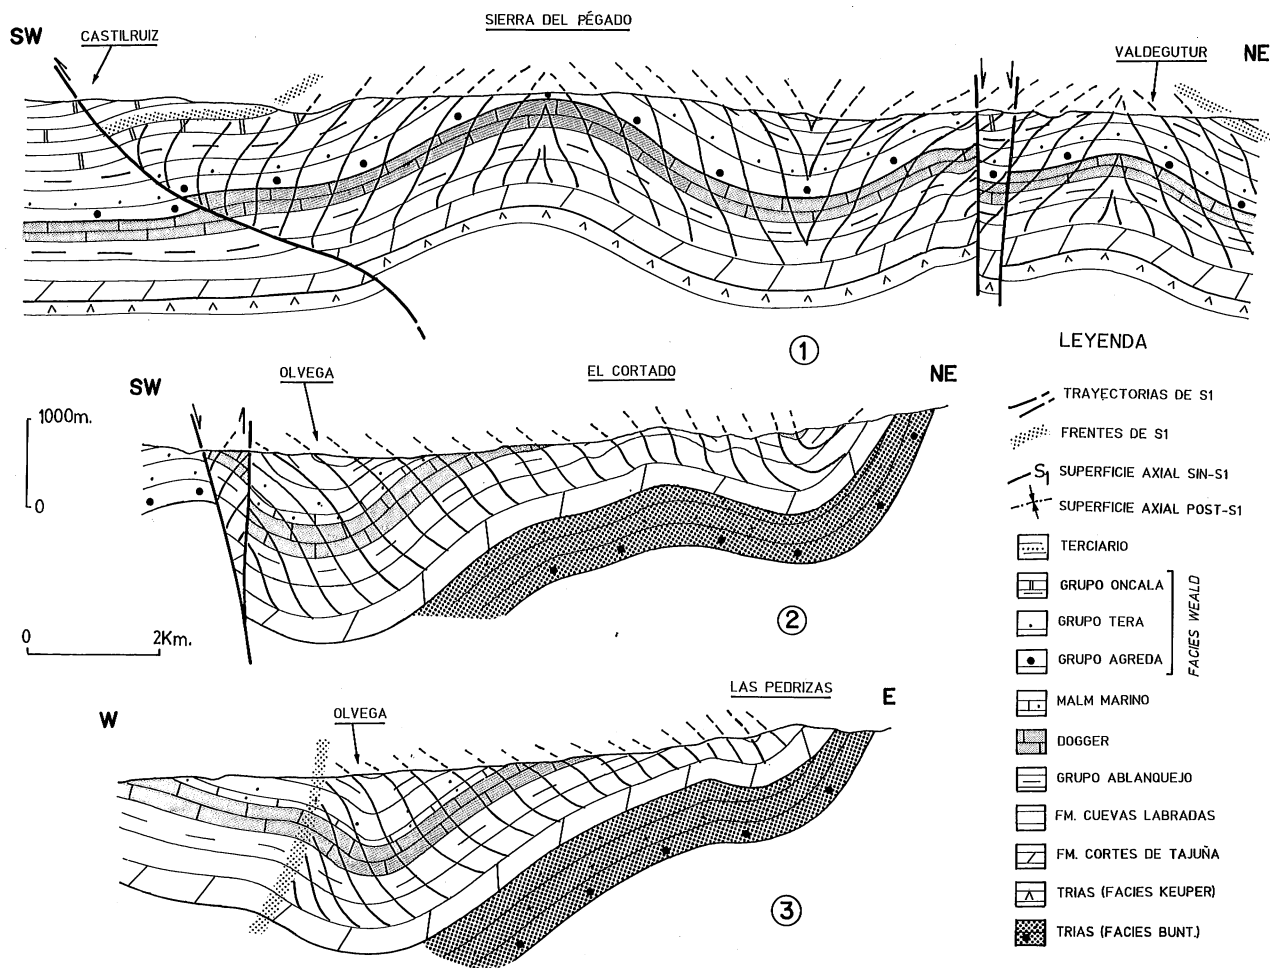 SIERRA DEL PÉGADO
SW
CASTILRUIZ
VALDEGUTUR
NE
1
LEYENDA
SW
OLVEGA
EL CORTADO
NE
1000m.
0
2
0
2Km.
TRAYECTORIAS DE S1
FRENTES DE S1
S1 SUPERFICIE AXIAL SIN-S1
SUPERFICIE AXIAL POST-S1
TERCIARIO
GRUPO ONCALA
GRUPO TERA
GRUPO AGREDA
FACIES WEALD
MALM MARINO
DOGGER
GRUPO ABLANQUEJO
FM. CUEVAS LABRADAS
FM. CORTES DE TAJUÑA
TRIAS (FACIES KEUPER)
TRIAS (FACIES BUNT.)
W
OLVEGA
LAS PEDRIZAS
E
3